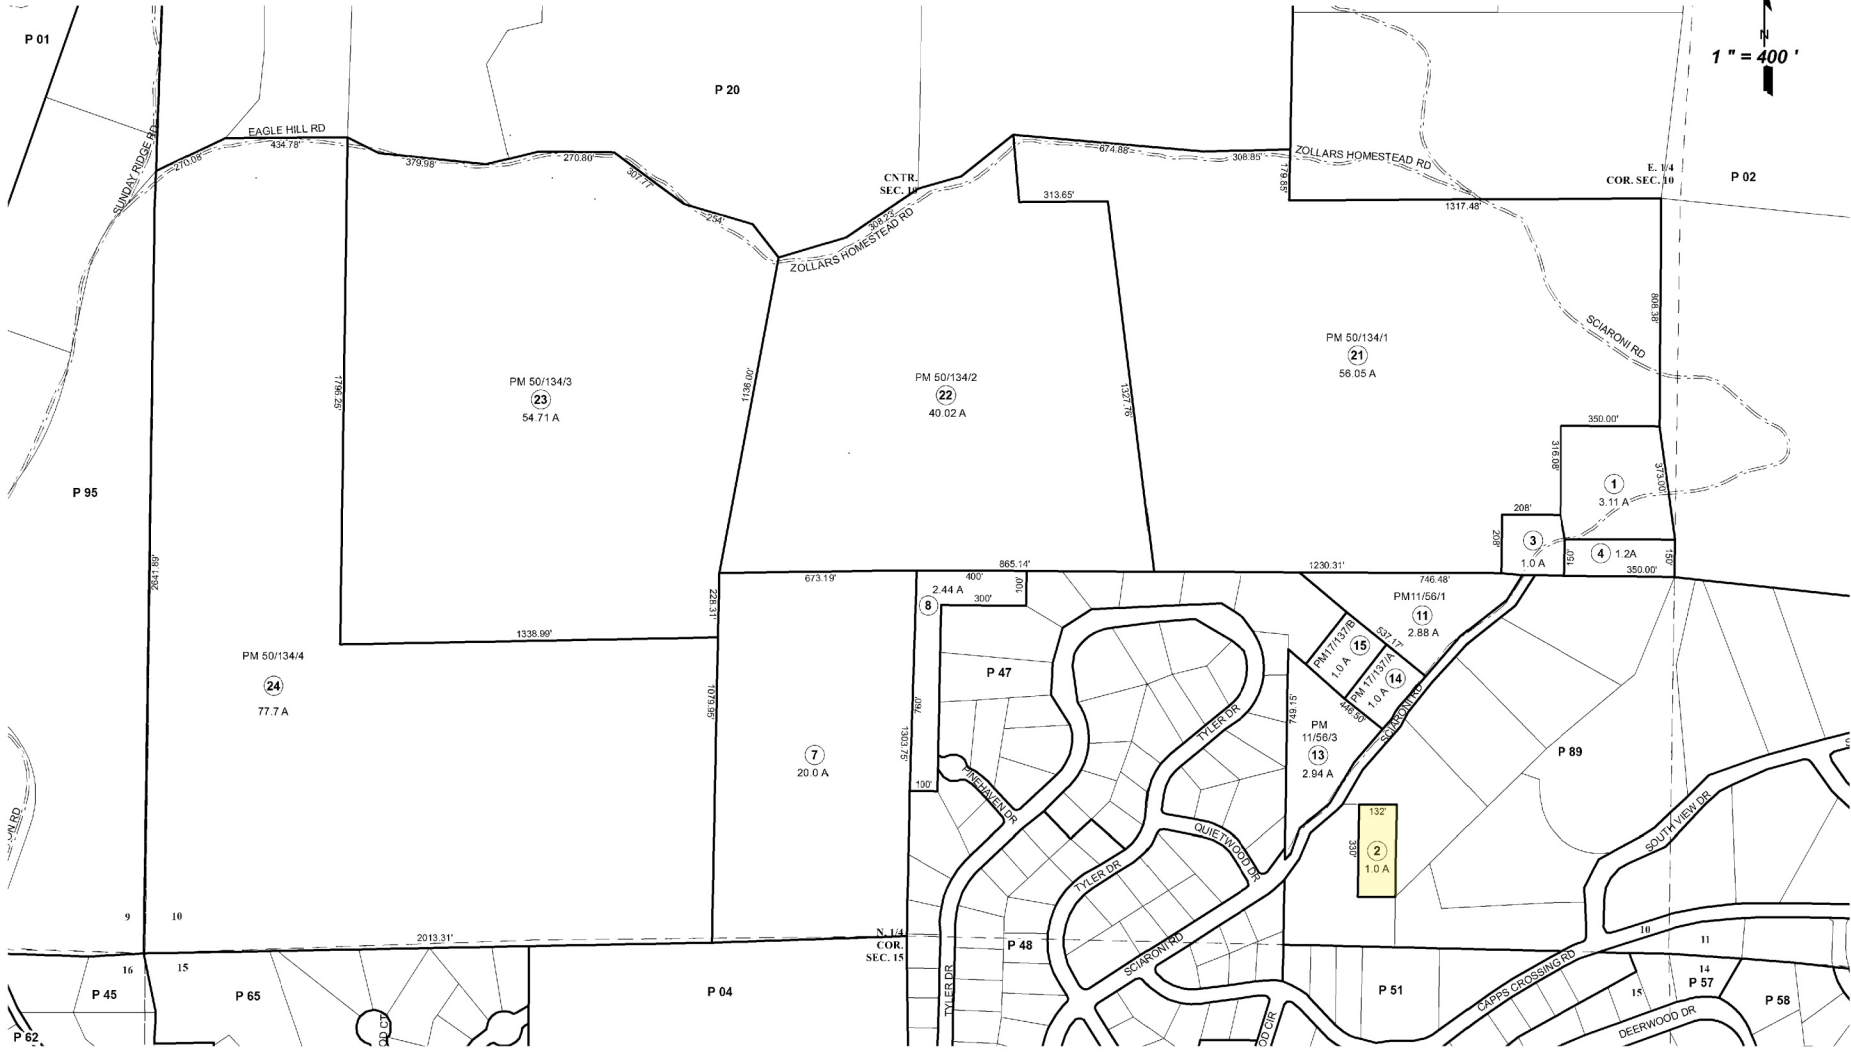 P 01
N
1 " = 400 '
P 20
EAGLE HILL RD
434.78'
SUNDAY RIDGE RD
270.08'
379.98'
270.80'
307.77'
254'
CNTR.
SEC. 10
308.23'
ZOLLARS HOMESTEAD RD
674.88'
308.85'
ZOLLARS HOMESTEAD RD
179.85'
313.65'
1317.48'
E. 1/4
COR. SEC. 10
P 02
808.38'
SCIARONI RD
PM 50/134/1
21
56.05 A
PM 50/134/2
22
40.02 A
PM 50/134/3
23
54.71 A
1796.25'
1136.00'
1327.76'
350.00'
316.08'
373.00'
1
3.11 A
P 95
2641.89'
208'
208'
3
1.0 A
150'
4
1.2A
150'
350.00'
673.19'
865.14'
1230.31'
746.48'
228.31'
400'
100'
2.44 A
8
300'
PM11/56/1
11
2.88 A
537.17'
PM17/137/B
15
1.0 A
PM 17/137/A
14
1.0 A
446.50'
1338.99'
PM 50/134/4
24
77.7 A
P 47
760'
1079.95'
1303.75'
749.15'
PM
11/56/3
13
2.94 A
SCIARONI RD
TYLER DR
P 89
7
20.0 A
100'
PINEHAVEN DR
132'
330'
2
1.0 A
QUIETWOOD DR
TYLER DR
SOUTH VIEW DR
9
10
2013.31'
N. 1/4
COR.
SEC. 15
P 48
SCIARONI RD
10
11
16
15
P 45
P 65
P 04
TYLER DR
P 51
CAPPS CROSSING RD
14
15
P 57
P 58
DEERWOOD DR
P 62
OD CT
OD CIR